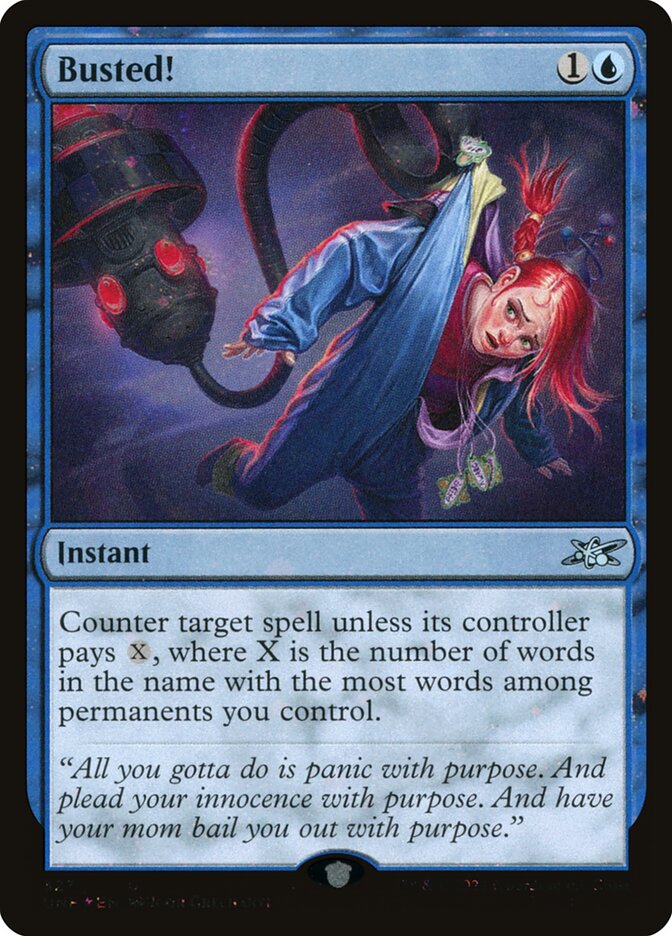 Busted!
1
Instant
Counter target spell unless its controller
pays X, where X is the number of words
in the name with the most words among
permanents you control.
“All you gotta do is panic with purpose. And
plead your innocence with purpose. And have
your mom bail you out with purpose.”